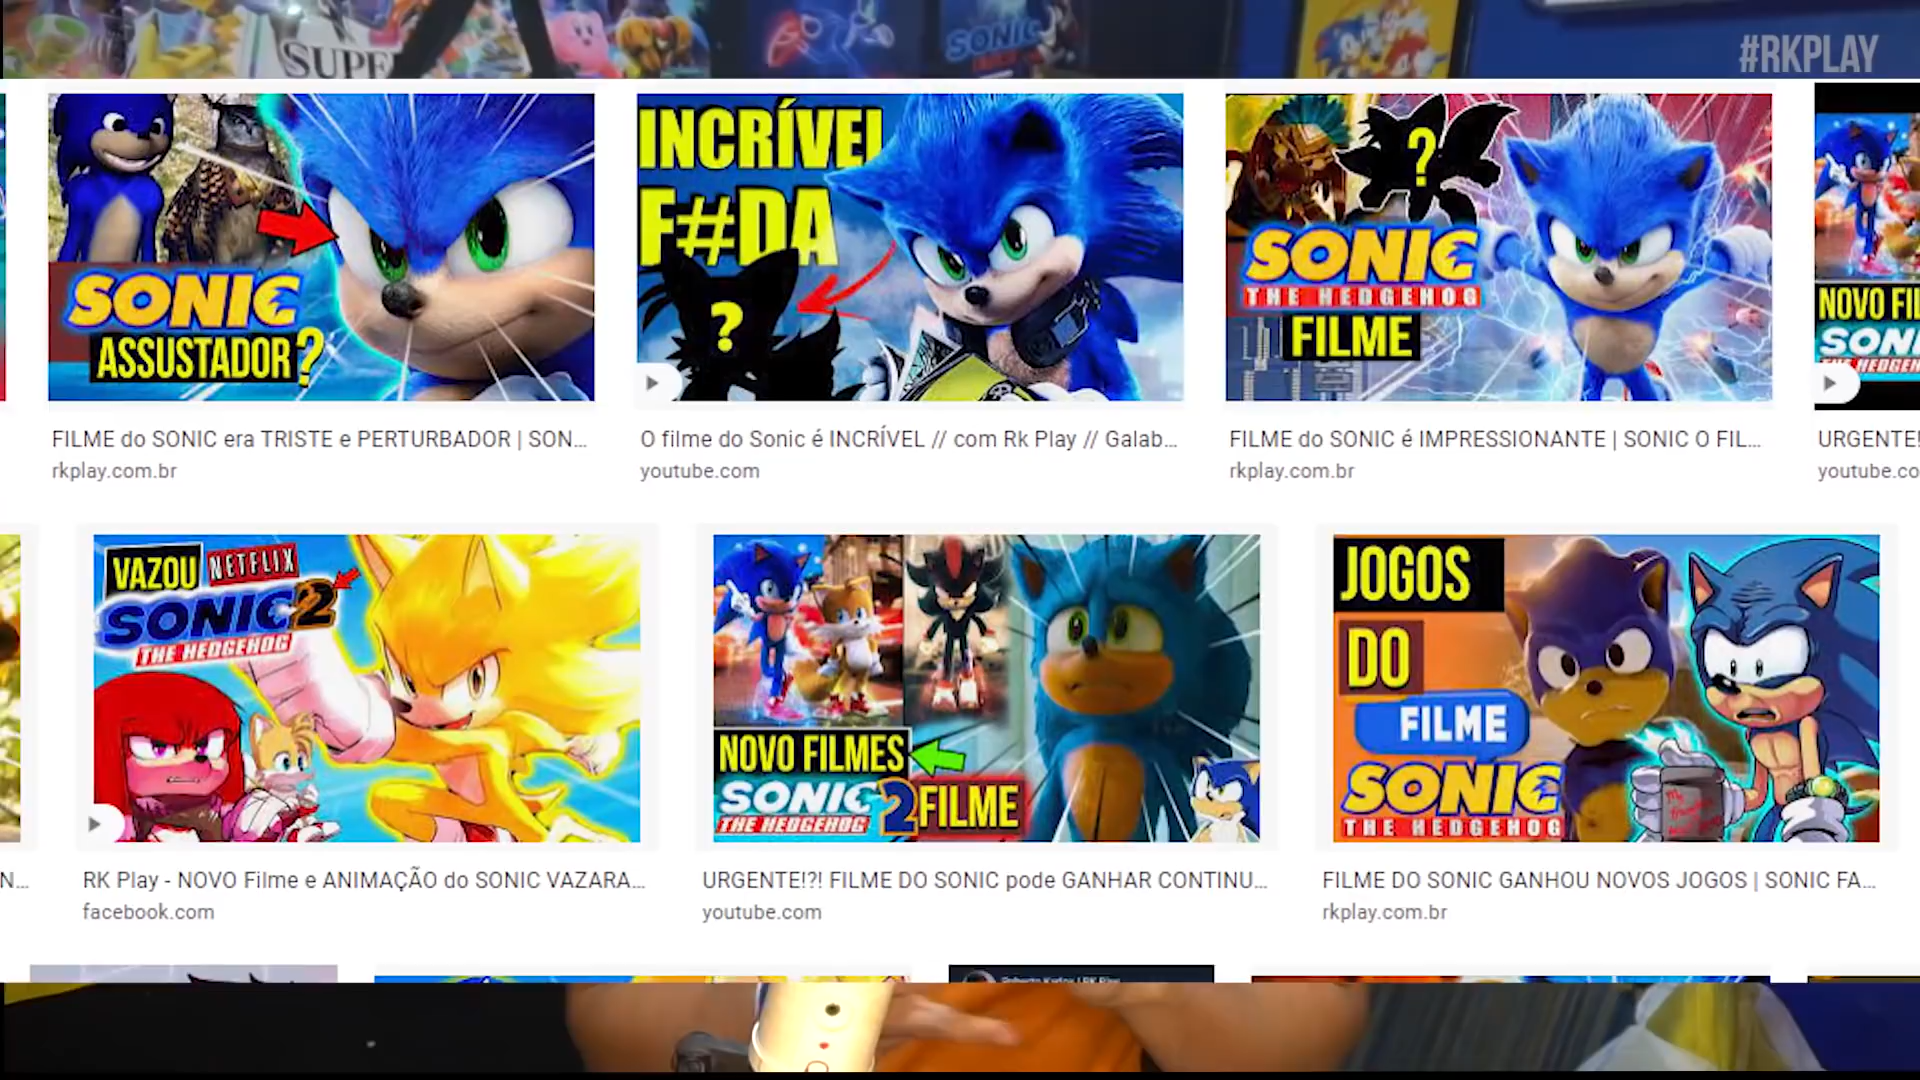 SUPE
SONIC
#RKPLAY
SONIC
ASSUSTADOR?
INCRÍVEL
F#DA
?
?
SONIC
THE HEDGEHOG
FILME
NOVO FI
SON
FILME do SONIC era TRISTE e PERTURBADOR | SON...
rkplay.com.br
O filme do Sonic é INCRÍVEL // com Rk Play // Galab...
youtube.com
FILME do SONIC é IMPRESSIONANTE | SONIC O FIL...
rkplay.com.br
URGENTE!
youtube.co
VAZOU NETFLIX
SONIC 2
THE HEDGEHOG
NOVO FILMES
SONIC 2 FILME
THE HEDGEHOG
JOGOS
DO
FILME
SONIC
THE HEDGEHOG
N...
RK Play - NOVO Filme e ANIMAÇÃO do SONIC VAZARA...
facebook.com
URGENTE!?! FILME DO SONIC pode GANHAR CONTINU...
youtube.com
FILME DO SONIC GANHOU NOVOS JOGOS | SONIC FA...
rkplay.com.br